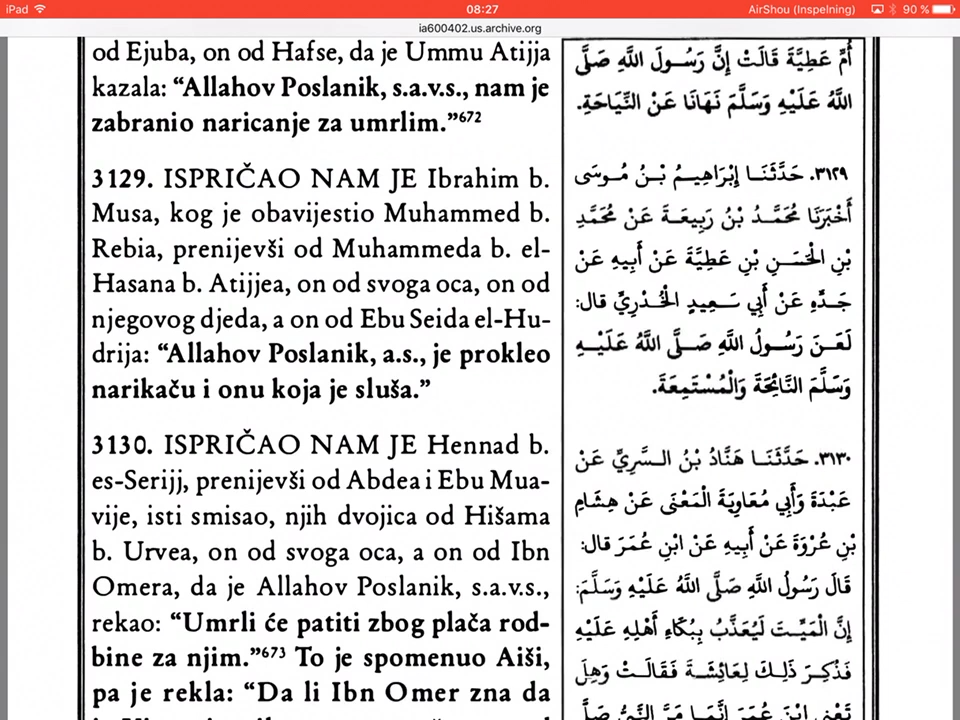 iPad
08:27
AirShou (Inspelning)
90 %
ia600402.us.archive.org
od Ejuba, on od Hafse, da je Ummu Atijja
kazala: “Allahov Poslanik, s.a.v.s., nam je
zabranio naricanje za umrlim.”⁶⁷²
3129. ISPRIČAO NAM JE Ibrahim b.
Musa, kog je obavijestio Muhammed b.
Rebia, prenijevši od Muhammeda b. el-
Hasana b. Atijjea, on od svoga oca, on od
njegovog djeda, a on od Ebu Seida el-Hu-
drija: “Allahov Poslanik, a.s., je prokleo
narikaču i onu koja je sluša.”
3130. ISPRIČAO NAM JE Hennad b.
es-Serijj, prenijevši od Abdea i Ebu Mua-
vije, isti smisao, njih dvojica od Hišama
b. Urvea, on od svoga oca, a on od Ibn
Omera, da je Allahov Poslanik, s.a.v.s.,
rekao: “Umrli će patiti zbog plača rod-
bine za njim.”⁶⁷³ To je spomenuo Aiši,
pa je rekla: “Da li Ibn Omer zna da
أُمِّ عَطِيَّةَ قَالَتْ إِنَّ رَسُولَ اللَّهِ صَلَّى
اللَّهُ عَلَيْهِ وَسَلَّمَ نَهَانَا عَنْ النِّيَاحَةِ.
٣١٢٩. حَدَّثَنَا إِبْرَاهِيمُ بْنُ مُوسَى
أَخْبَرَنَا مُحَمَّدُ بْنُ رَبِيعَةَ عَنْ مُحَمَّدِ
بْنِ الْحَسَنِ بْنِ عَطِيَّةَ عَنْ أَبِيهِ عَنْ
جَدِّهِ عَنْ أَبِي سَعِيدٍ الْخُدْرِيِّ قال:
لَعَنَ رَسُولُ اللَّهِ صَلَّى اللَّهُ عَلَيْهِ
وَسَلَّمَ النَّائِحَةَ وَالْمُسْتَمِعَةَ.
٣١٣٠. حَدَّثَنَا هَنَّادُ بْنُ السَّرِيِّ عَنْ
عَبْدَةَ وَأَبِي مُعَاوِيَةَ الْمَعْنَى عَنْ هِشَامِ
بْنِ عُرْوَةَ عَنْ أَبِيهِ عَنْ ابْنِ عُمَرَ قال:
قَالَ رَسُولُ اللَّهِ صَلَّى اللَّهُ عَلَيْهِ وَسَلَّمَ:
إِنَّ الْمَيِّتَ لَيُعَذَّبُ بِبُكَاءِ أَهْلِهِ عَلَيْهِ
فَذُكِرَ ذَلِكَ لِعَائِشَةَ فَقَالَتْ وَهِلَ
تَعْنِي ابْنَ عُمَرَ إِنَّمَا مَرَّ النَّبِيُّ صَلَّى